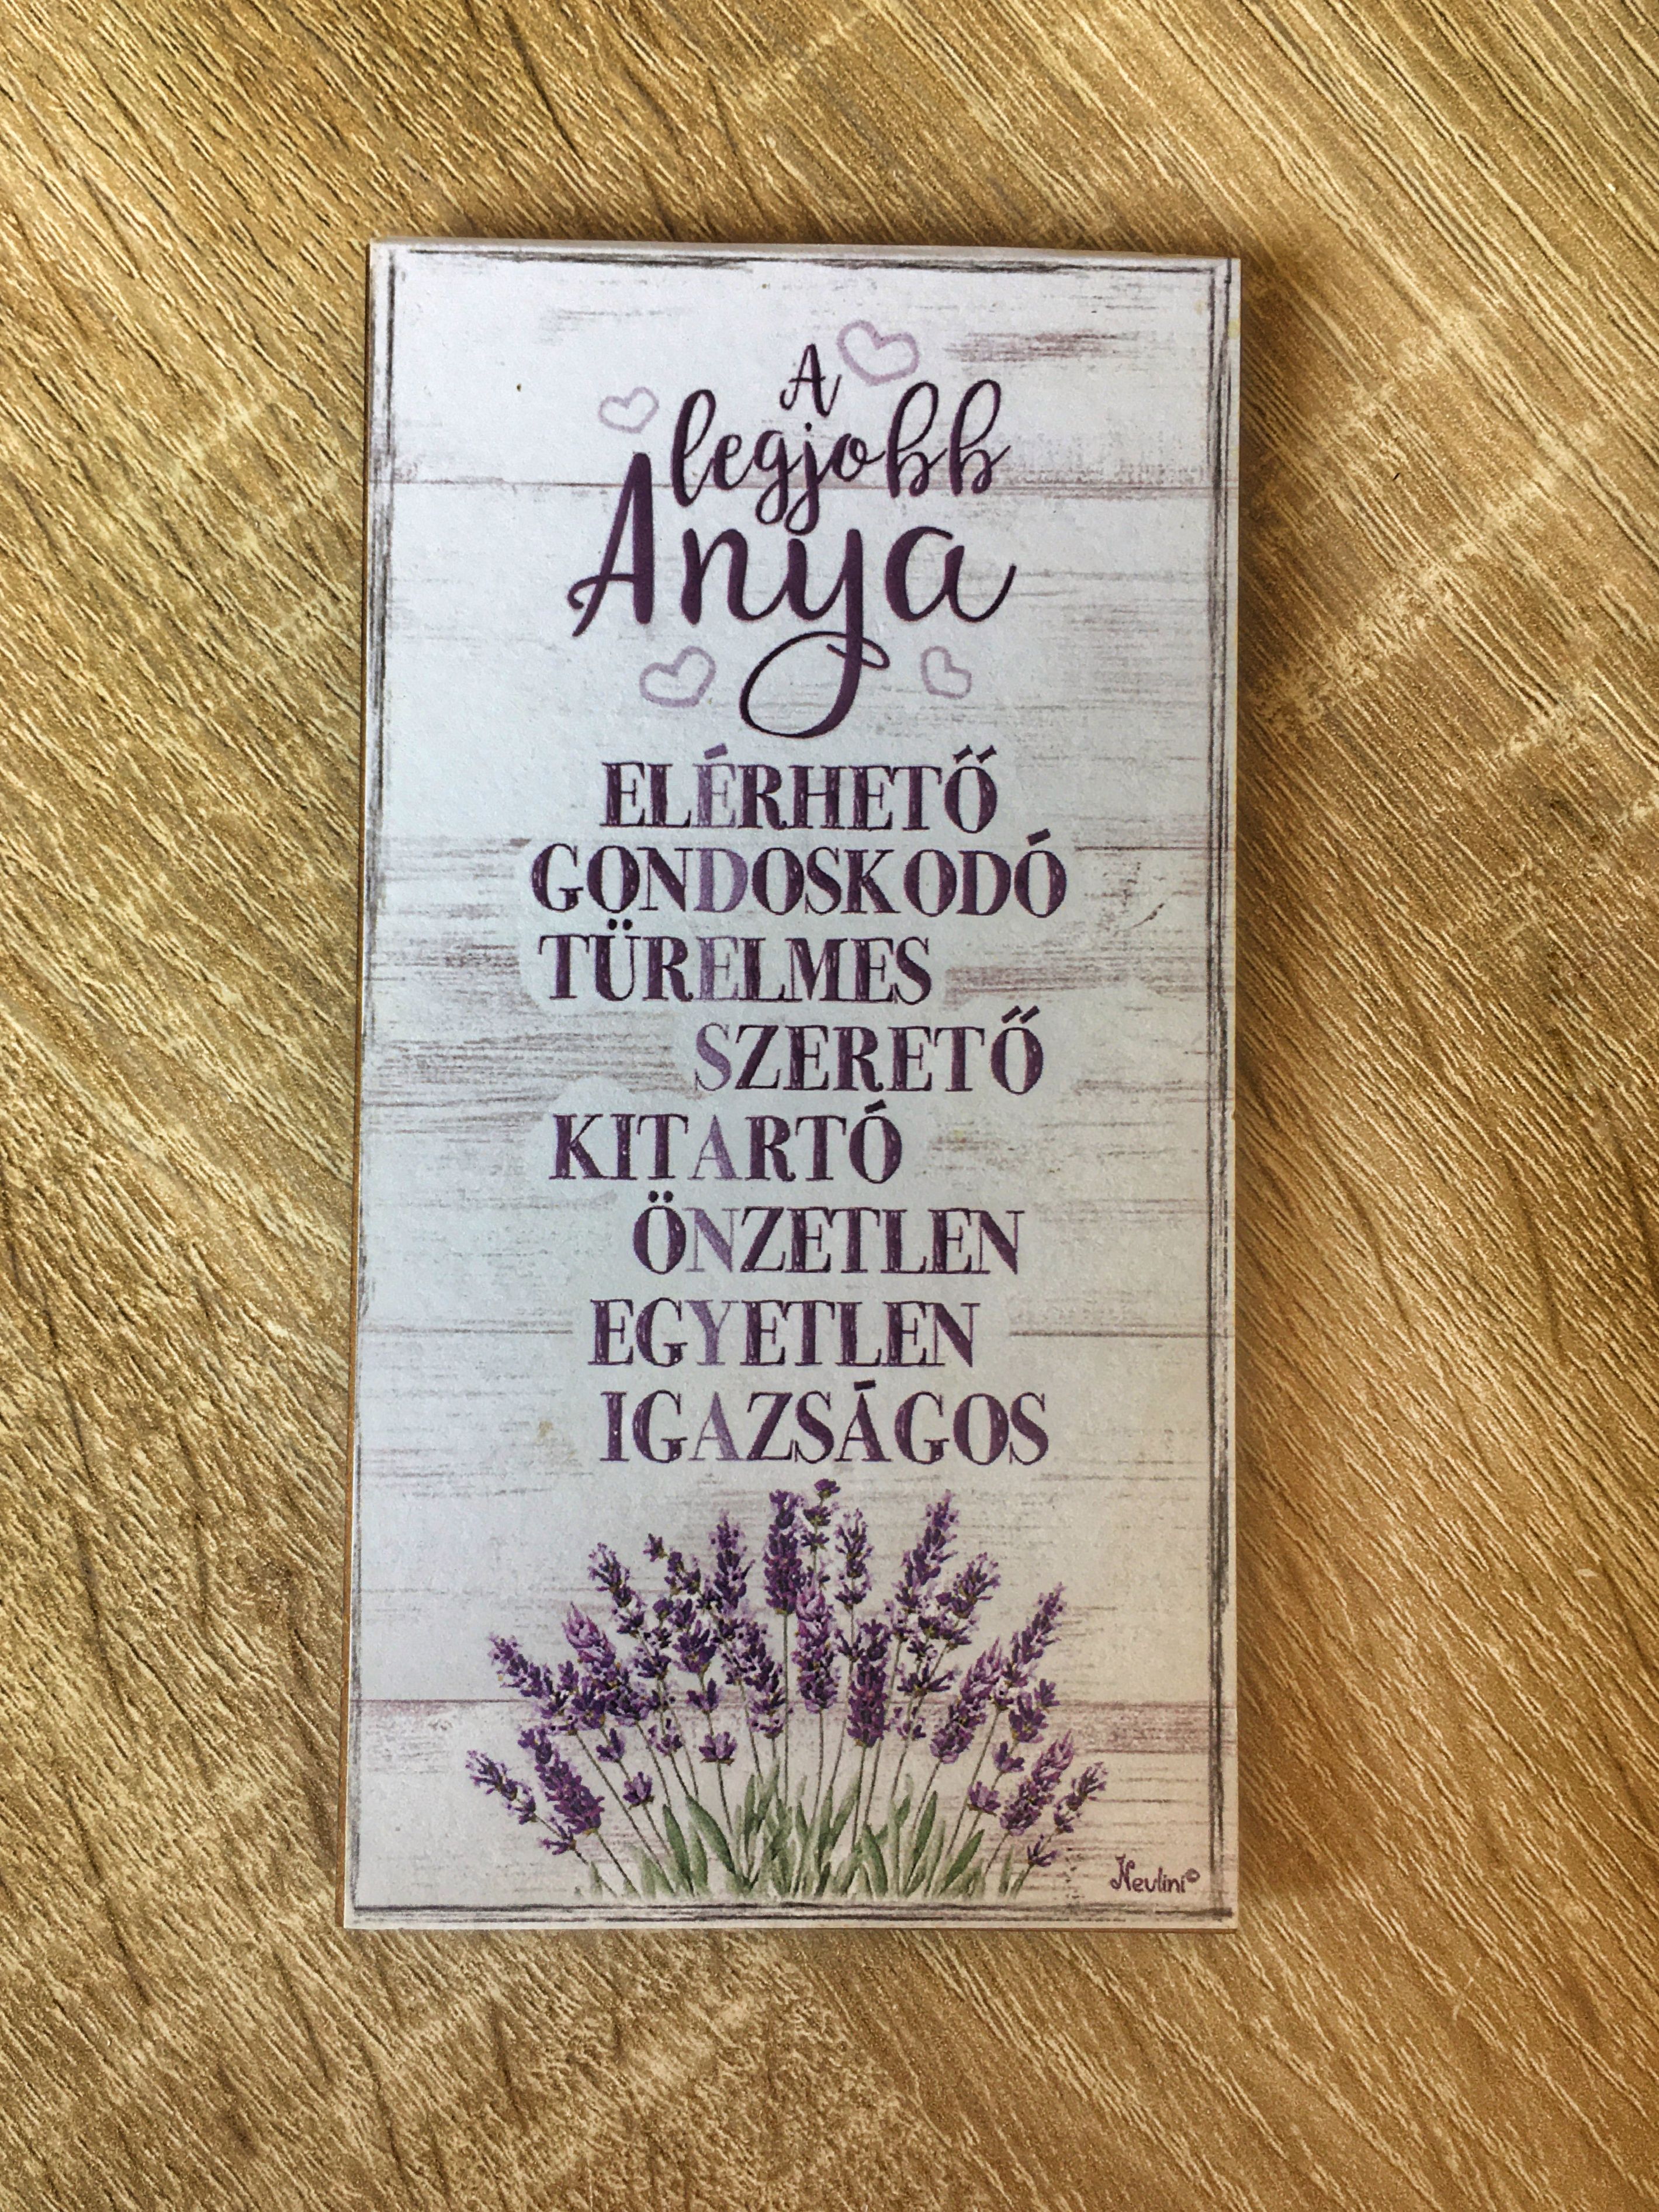 A
legjobb
Anya
ELÉRHETŐ
GONDOSKODÓ
TÜRELMES
SZERETŐ
KITARTÓ
ÖNZETLEN
EGYETLEN
IGAZSÁGOS
Nevlini©